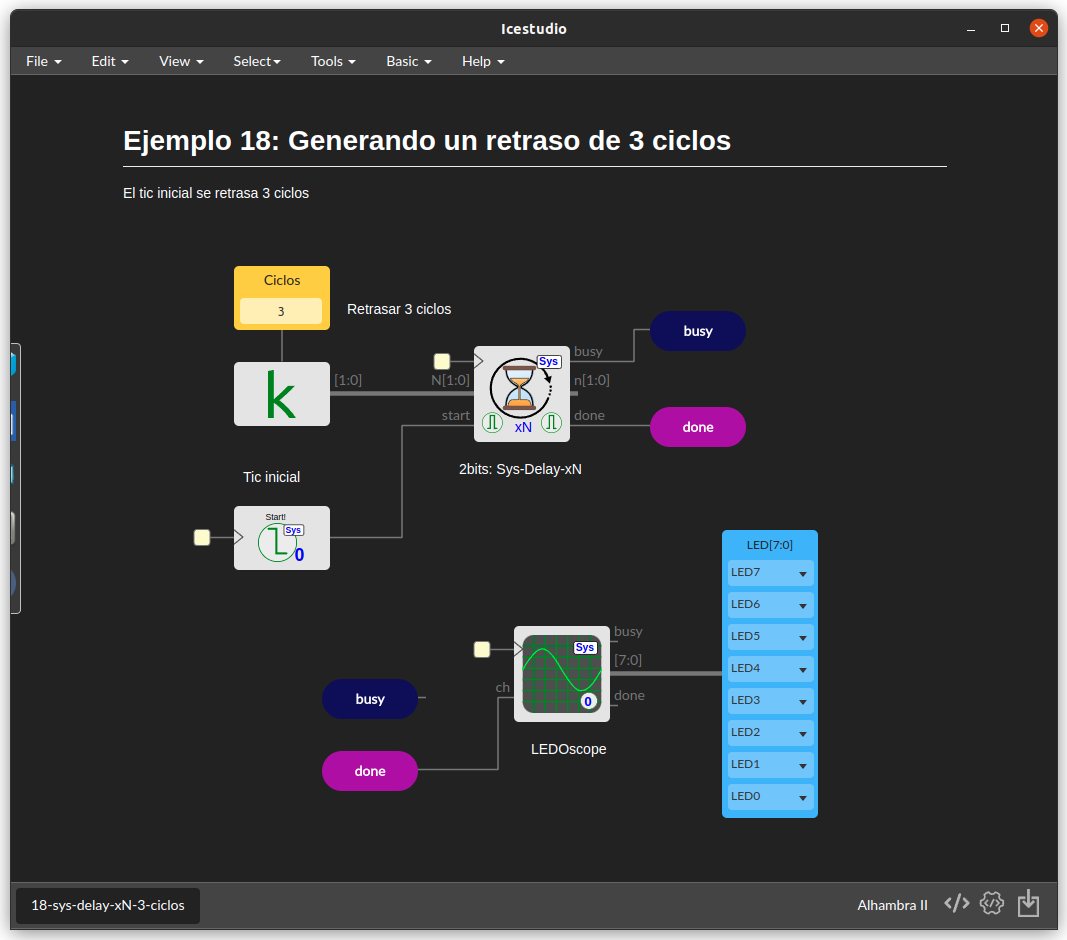 Icestudio
File Edit View Select Tools Basic Help
Ejemplo 18: Generando un retraso de 3 ciclos
El tic inicial se retrasa 3 ciclos
Ciclos
3
Retrasar 3 ciclos
busy
k
[1:0]
N[1:0]
start
Sys
xN
busy
n[1:0]
done
done
2bits: Sys-Delay-xN
Tic inicial
Start!
Sys
0
LED[7:0]
LED7
LED6
LED5
LED4
LED3
LED2
LED1
LED0
busy
done
ch
Sys
0
busy
[7:0]
done
LEDOscope
18-sys-delay-xN-3-ciclos
Alhambra II